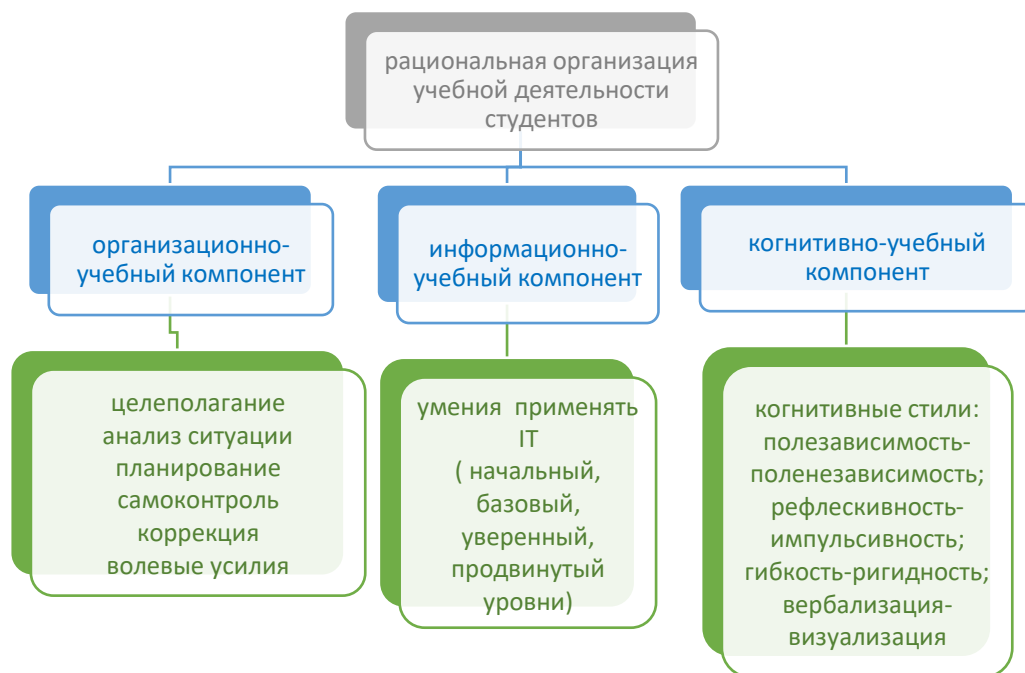 рациональная организация
учебной деятельности
студентов
организационно-
учебный компонент
информационно-
учебный компонент
когнитивно-учебный
компонент
целеполагание
анализ ситуации
планирование
самоконтроль
коррекция
волевые усилия
умения применять
IT
( начальный,
базовый,
уверенный,
продвинутый
уровни)
когнитивные стили:
полезависимость-
поленезависимость;
рефлескивность-
импульсивность;
гибкость-ригидность;
вербализация-
визуализация